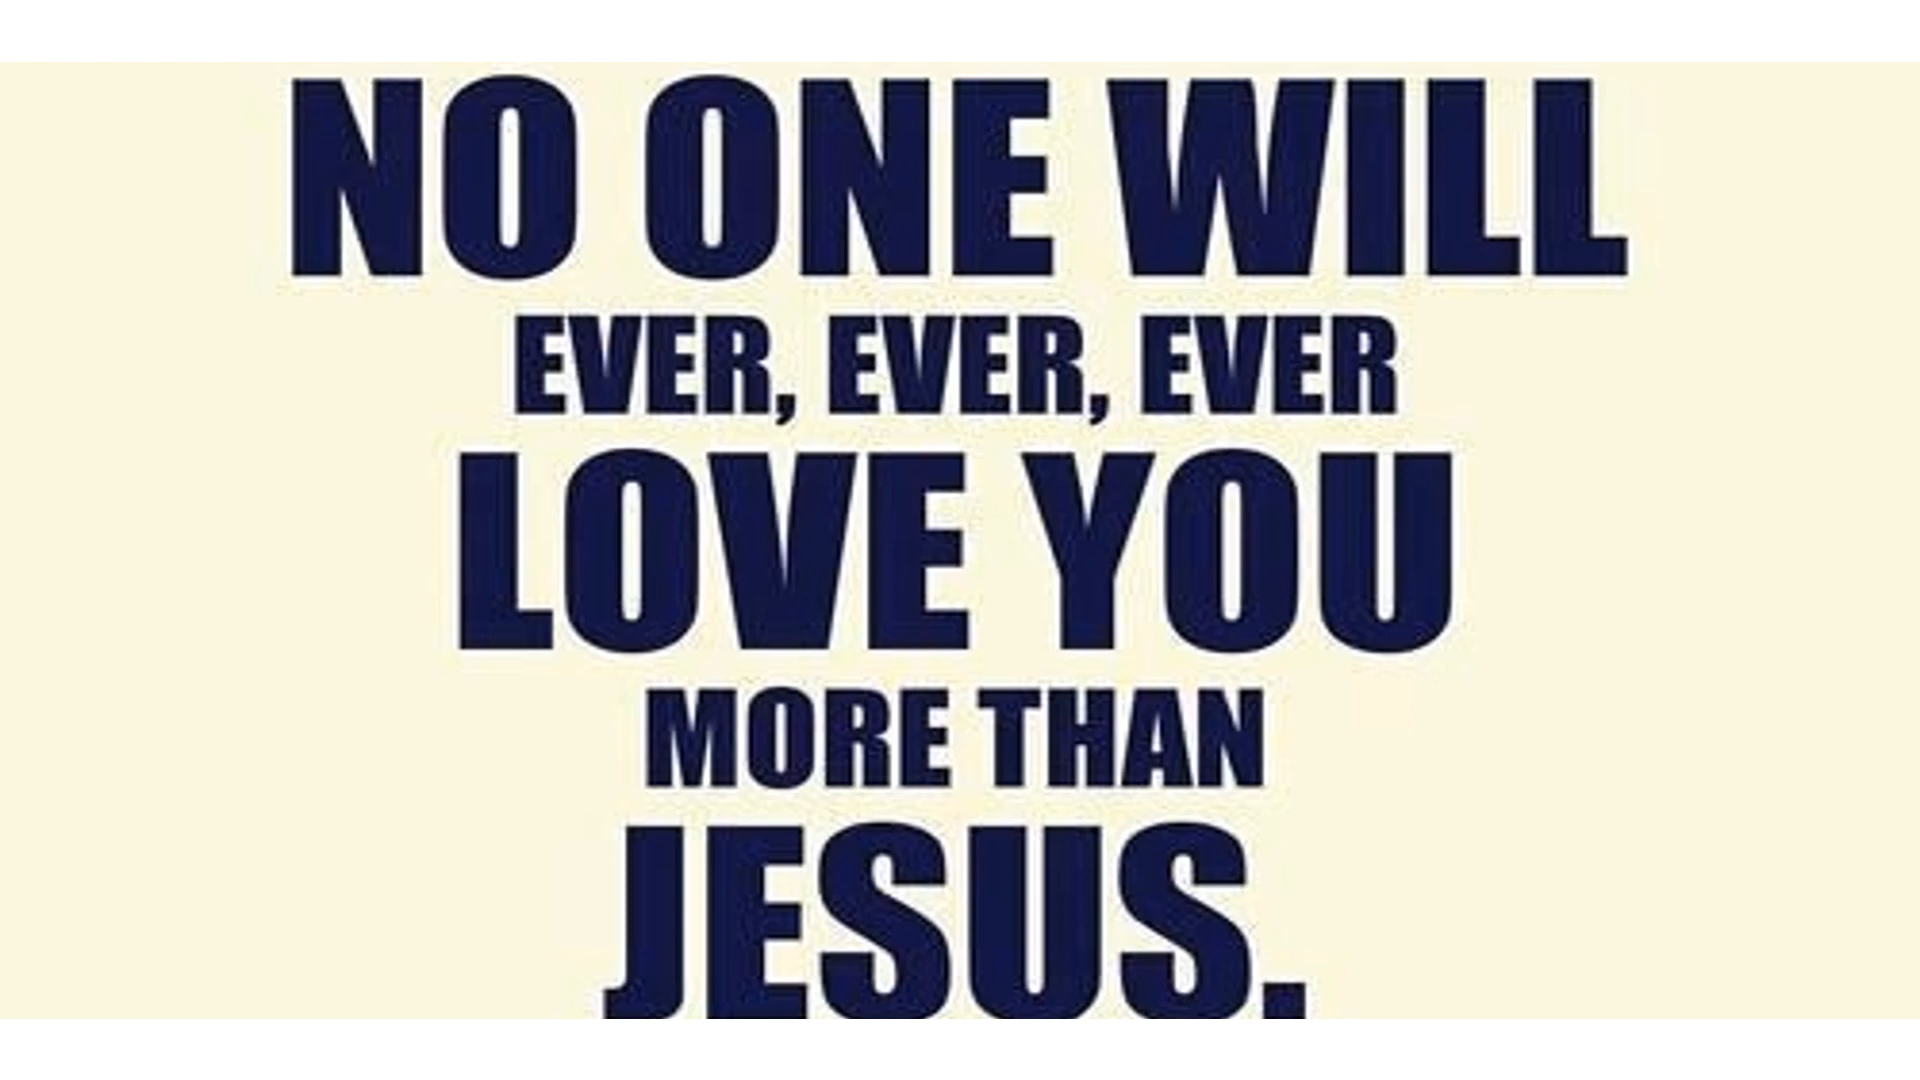 NO ONE WILL
EVER, EVER, EVER
LOVE YOU
MORE THAN
JESUS.